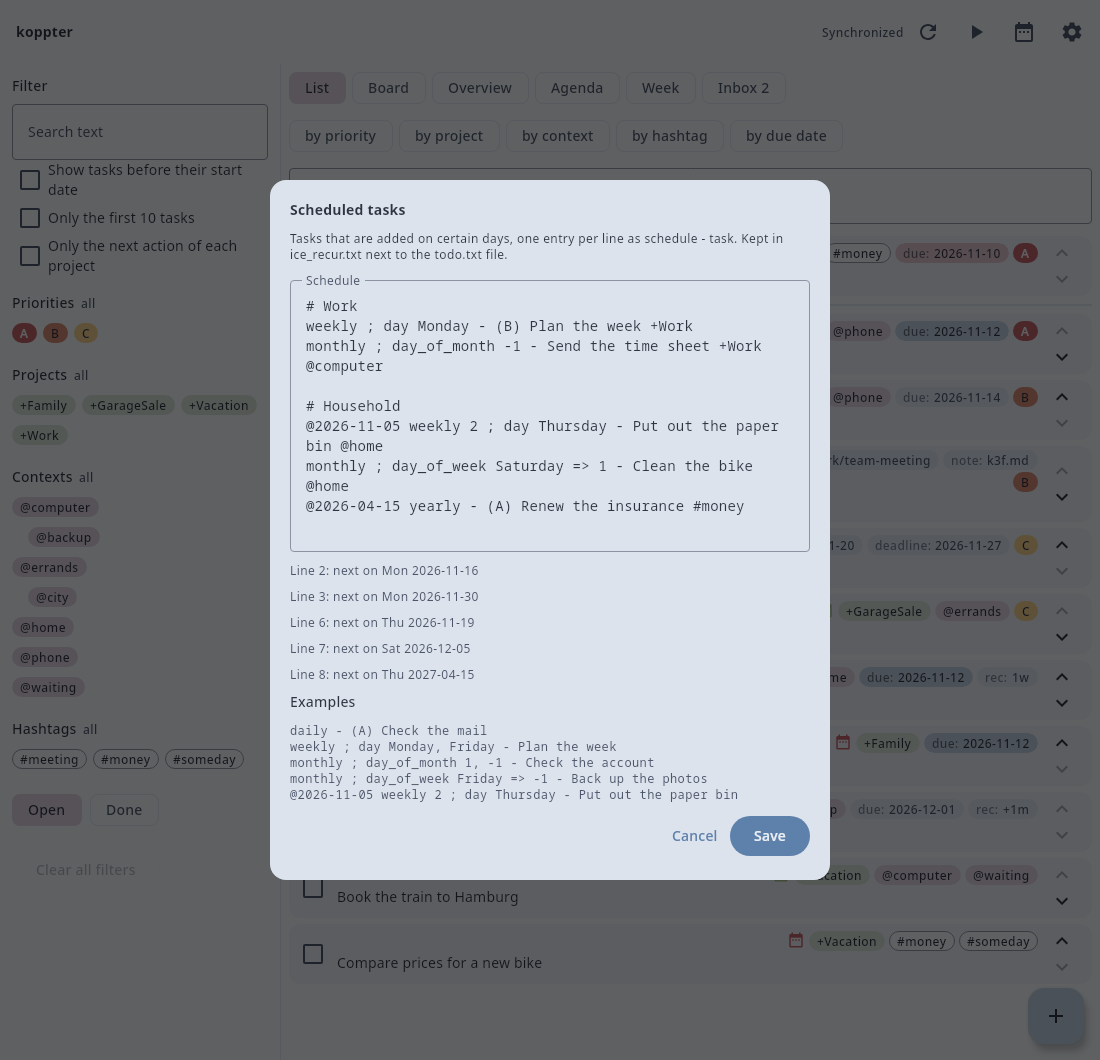 koppter
Synchronized
Filter
Search text
Show tasks before their start
date
Only the first 10 tasks
Only the next action of each
project
Priorities all
A B C
Projects all
+Family +GarageSale +Vacation
+Work
Contexts all
@computer
@backup
@errands
@city
@home
@phone
@waiting
Hashtags all
#meeting #money #someday
Open Done
Clear all filters
List Board Overview Agenda Week Inbox 2
by priority by project by context by hashtag by due date
#money due: 2026-11-10 A
@phone due: 2026-11-12 A
@phone due: 2026-11-14 B
k/team-meeting note: k3f.md
B
1-20 deadline: 2026-11-27 C
+GarageSale @errands C
me due: 2026-11-12 rec: 1w
+Family due: 2026-11-12
p due: 2026-12-01 rec: +1m
cation @computer @waiting
Book the train to Hamburg
+Vacation #money #someday
Compare prices for a new bike
Scheduled tasks
Tasks that are added on certain days, one entry per line as schedule - task. Kept in
ice_recur.txt next to the todo.txt file.
Schedule
# Work
weekly ; day Monday - (B) Plan the week +Work
monthly ; day_of_month -1 - Send the time sheet +Work
@computer
# Household
@2026-11-05 weekly 2 ; day Thursday - Put out the paper
bin @home
monthly ; day_of_week Saturday => 1 - Clean the bike
@home
@2026-04-15 yearly - (A) Renew the insurance #money
Line 2: next on Mon 2026-11-16
Line 3: next on Mon 2026-11-30
Line 6: next on Thu 2026-11-19
Line 7: next on Sat 2026-12-05
Line 8: next on Thu 2027-04-15
Examples
daily - (A) Check the mail
weekly ; day Monday, Friday - Plan the week
monthly ; day_of_month 1, -1 - Check the account
monthly ; day_of_week Friday => -1 - Back up the photos
@2026-11-05 weekly 2 ; day Thursday - Put out the paper bin
Cancel Save